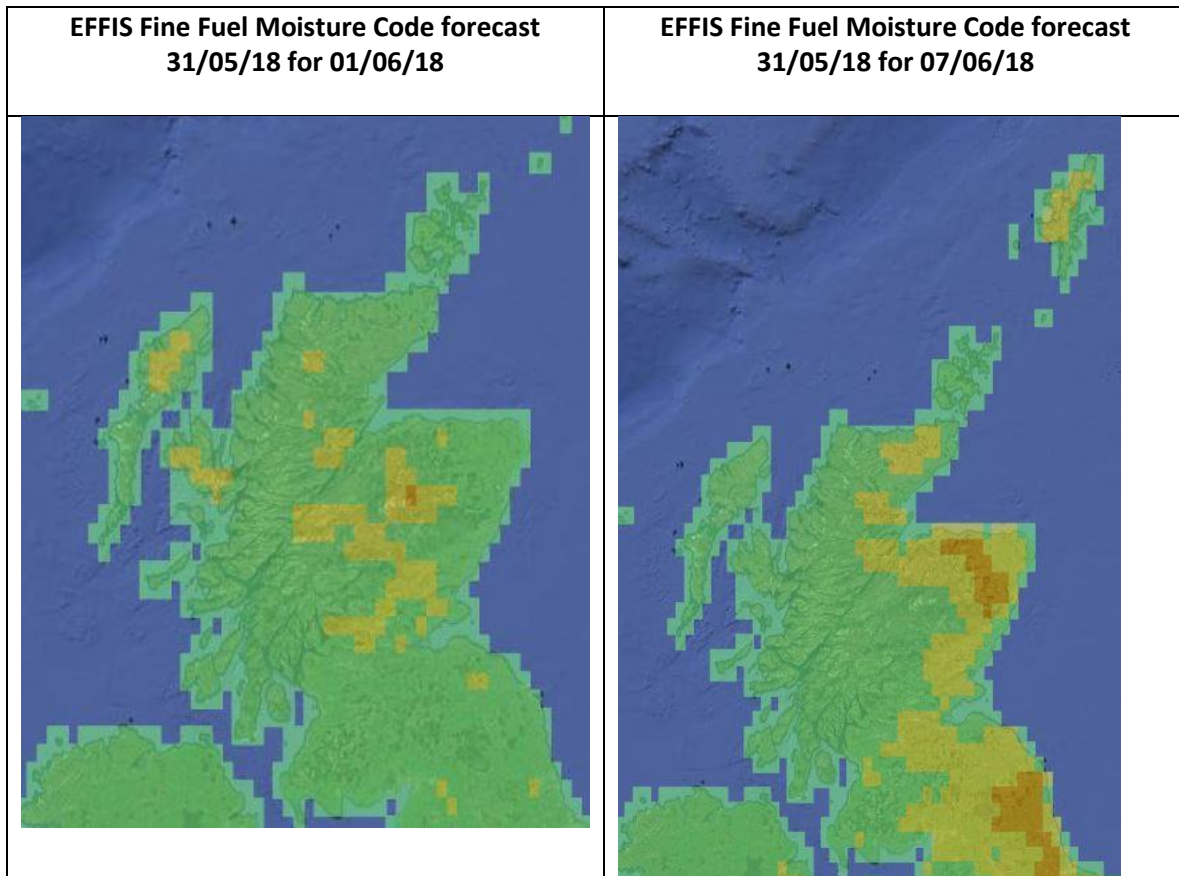 EFFIS Fine Fuel Moisture Code forecast
31/05/18 for 01/06/18
EFFIS Fine Fuel Moisture Code forecast
31/05/18 for 07/06/18